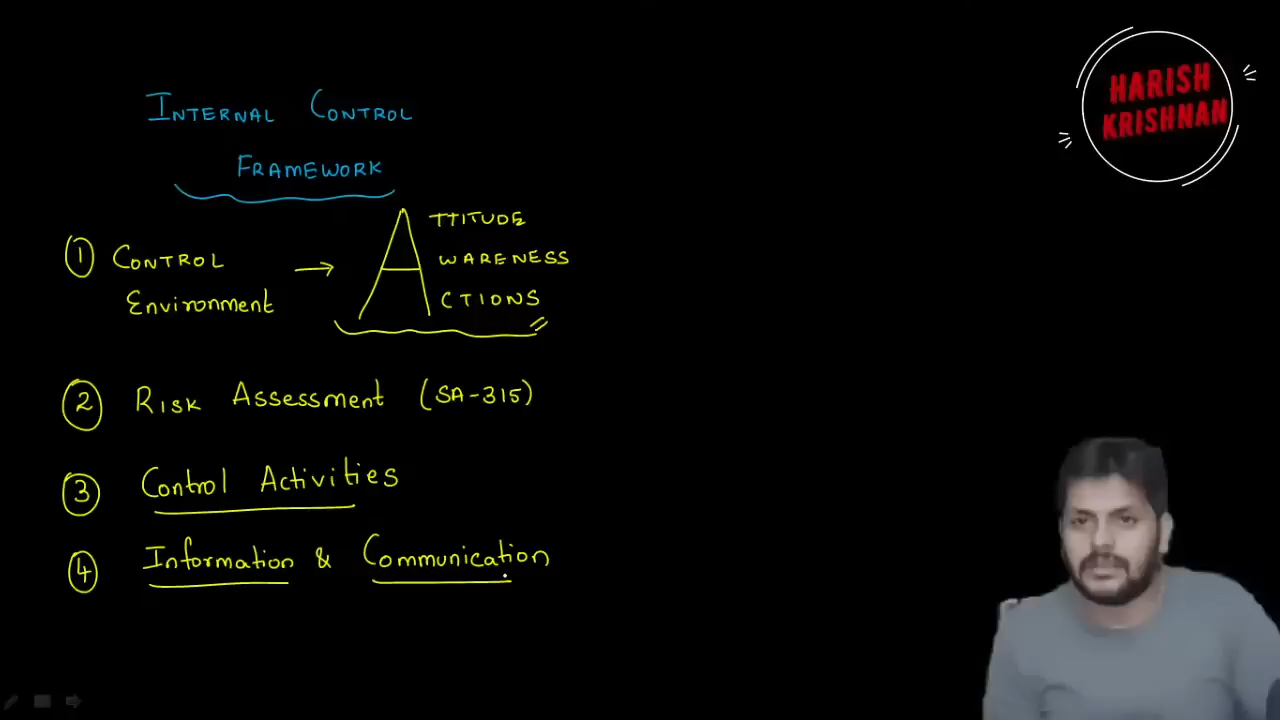 HARISH
KRISHNAN
INTERNAL CONTROL
FRAMEWORK
1 CONTROL
Environment
→ A TTITUDE
WARENESS
CTIONS
2 RISK Assessment (SA-315)
3 Control Activities
4 Information & Communication